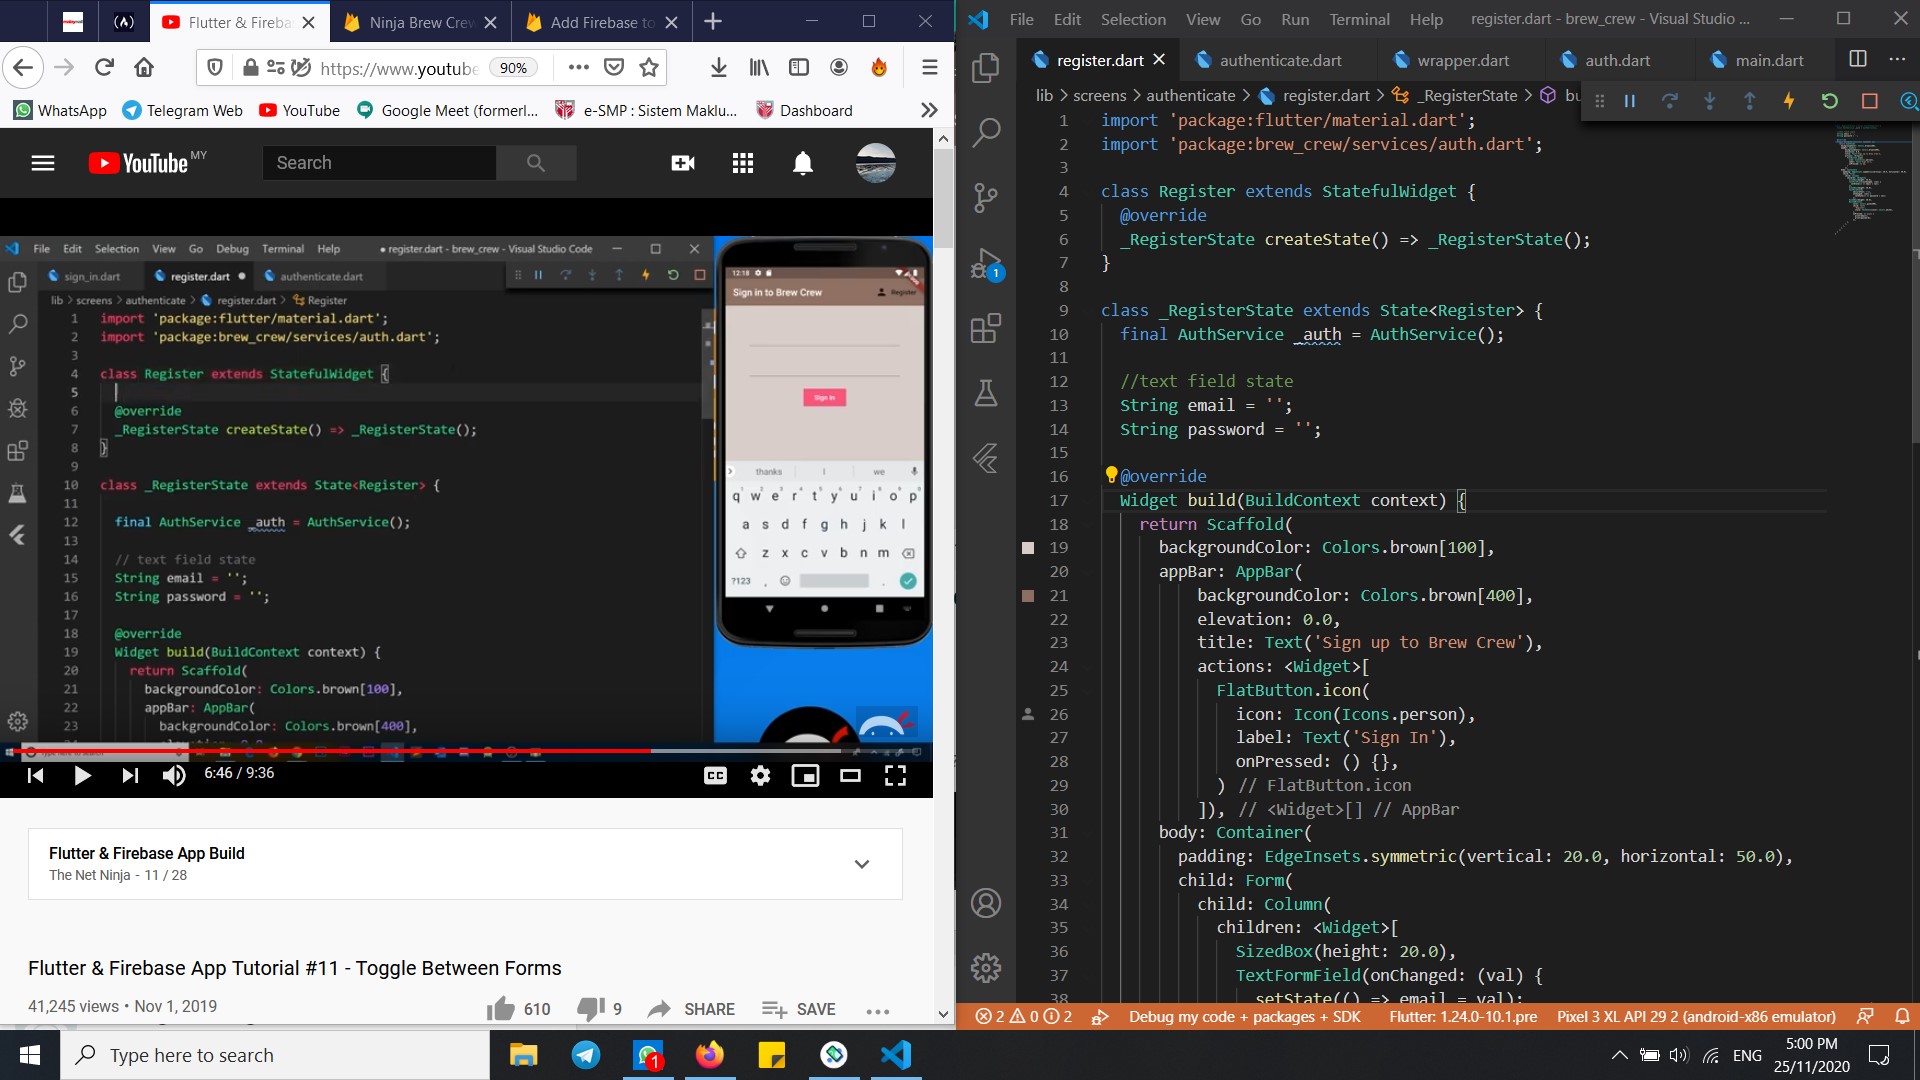 Flutter & Fireba
Ninja Brew Crew
Add Firebase to
https://www.youtube
90%
WhatsApp
Telegram Web
YouTube
Google Meet (formerl...
e-SMP : Sistem Maklu...
Dashboard
YouTube MY
Search
File Edit Selection View Go Debug Terminal Help
● register.dart - brew_crew - Visual Studio Code
sign_in.dart
register.dart
authenticate.dart
lib > screens > authenticate > register.dart > Register
1 import 'package:flutter/material.dart';
2 import 'package:brew_crew/services/auth.dart';
3
4 class Register extends StatefulWidget {
5
6 @override
7 _RegisterState createState() => _RegisterState();
8 }
9
10 class _RegisterState extends State<Register> {
11
12 final AuthService _auth = AuthService();
13
14 // text field state
15 String email = '';
16 String password = '';
17
18 @override
19 Widget build(BuildContext context) {
20 return Scaffold(
21 backgroundColor: Colors.brown[100],
22 appBar: AppBar(
23 backgroundColor: Colors.brown[400],
12:18
Sign in to Brew Crew
Register
Sign in
thanks
I
we
q w e r t y u i o p
a s d f g h j k l
z x c v b n m
?123 , .
6:46 / 9:36
CC
Flutter & Firebase App Build
The Net Ninja - 11 / 28
Flutter & Firebase App Tutorial #11 - Toggle Between Forms
41,245 views • Nov 1, 2019
610
9
SHARE
SAVE
File Edit Selection View Go Run Terminal Help
register.dart - brew_crew - Visual Studio ...
register.dart
authenticate.dart
wrapper.dart
auth.dart
main.dart
lib > screens > authenticate > register.dart > _RegisterState > bu
1 import 'package:flutter/material.dart';
2 import 'package:brew_crew/services/auth.dart';
3
4 class Register extends StatefulWidget {
5 @override
6 _RegisterState createState() => _RegisterState();
7 }
8
9 class _RegisterState extends State<Register> {
10 final AuthService _auth = AuthService();
11
12 //text field state
13 String email = '';
14 String password = '';
15
16 @override
17 Widget build(BuildContext context) {
18 return Scaffold(
19 backgroundColor: Colors.brown[100],
20 appBar: AppBar(
21 backgroundColor: Colors.brown[400],
22 elevation: 0.0,
23 title: Text('Sign up to Brew Crew'),
24 actions: <Widget>[
25 FlatButton.icon(
26 icon: Icon(Icons.person),
27 label: Text('Sign In'),
28 onPressed: () {},
29 ) // FlatButton.icon
30 ]), // <Widget>[] // AppBar
31 body: Container(
32 padding: EdgeInsets.symmetric(vertical: 20.0, horizontal: 50.0),
33 child: Form(
34 child: Column(
35 children: <Widget>[
36 SizedBox(height: 20.0),
37 TextFormField(onChanged: (val) {
38 setState(() => email = val);
1
2 0 2
Debug my code + packages + SDK
Flutter: 1.24.0-10.1.pre
Pixel 3 XL API 29 2 (android-x86 emulator)
Type here to search
1
ENG
5:00 PM
25/11/2020